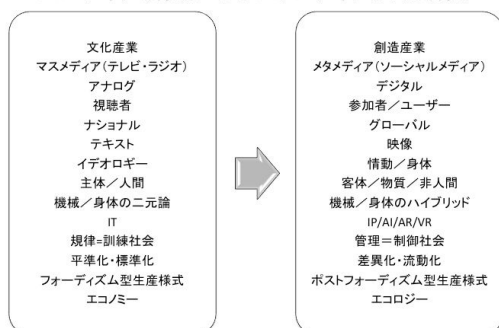 文化産業
マスメディア(テレビ・ラジオ)
アナログ
視聴者
ナショナル
テキスト
イデオロギー
主体／人間
機械／身体の二元論
IT
規律=訓練社会
平準化・標準化
フォーディズム型生産様式
エコノミー
創造産業
メタメディア(ソーシャルメディア)
デジタル
参加者／ユーザー
グローバル
映像
情動／身体
客体／物質／非人間
機械／身体のハイブリッド
IP/AI/AR/VR
管理＝制御社会
差異化・流動化
ポストフォーディズム型生産様式
エコロジー